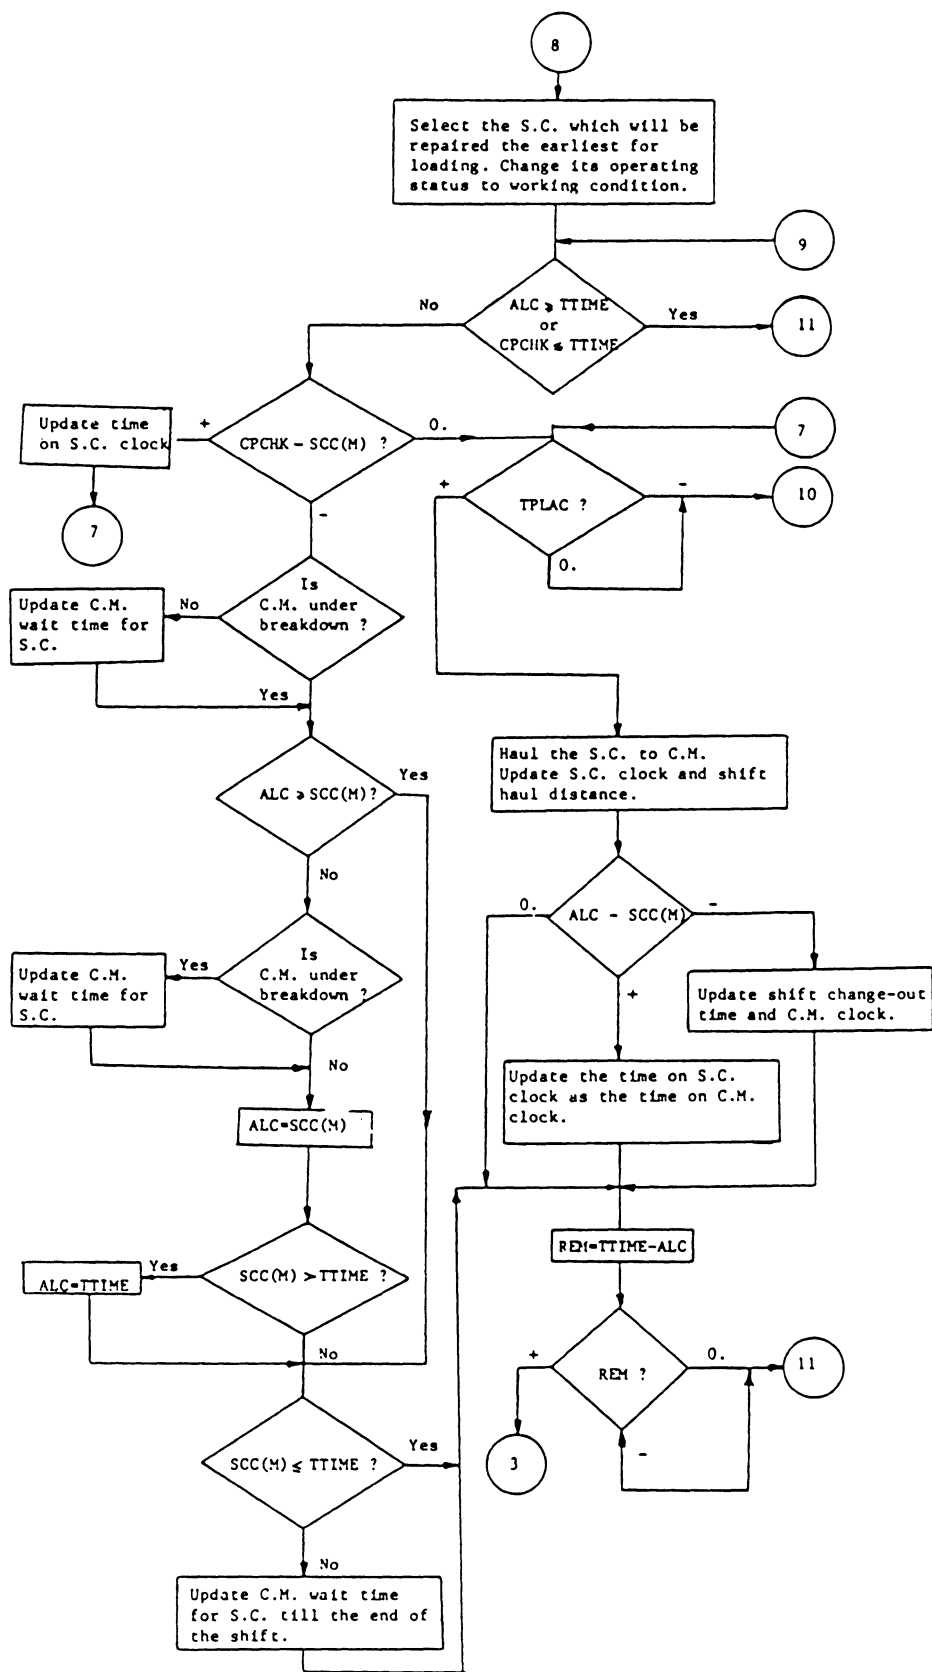 8
Select the S.C. which will be
repaired the earliest for
loading. Change its operating
status to working condition.
9
No
ALC ⩾ TTIME
or
CPCHK ≤ TTIME
Yes
11
Update time
on S.C. clock
+
CPCHK - SCC(M) ?
0.
7
7
-
+
TPLAC ?
-
10
0.
Is
C.M. under
breakdown ?
No
Update C.M.
wait time for
S.C.
Yes
Haul the S.C. to C.M.
Update S.C. clock and shift
haul distance.
ALC ⩾ SCC(M)?
Yes
No
0.
ALC - SCC(M)
-
+
Is
C.M. under
breakdown ?
Yes
Update C.M.
wait time for
S.C.
No
Update shift change-out
time and C.M. clock.
Update the time on S.C.
clock as the time on C.M.
clock.
ALC=SCC(M)
REM=TTIME-ALC
SCC(M) > TTIME ?
Yes
ALC=TTIME
No
+
REM ?
0.
11
-
3
SCC(M) ≤ TTIME ?
Yes
No
Update C.M. wait time
for S.C. till the end of
the shift.